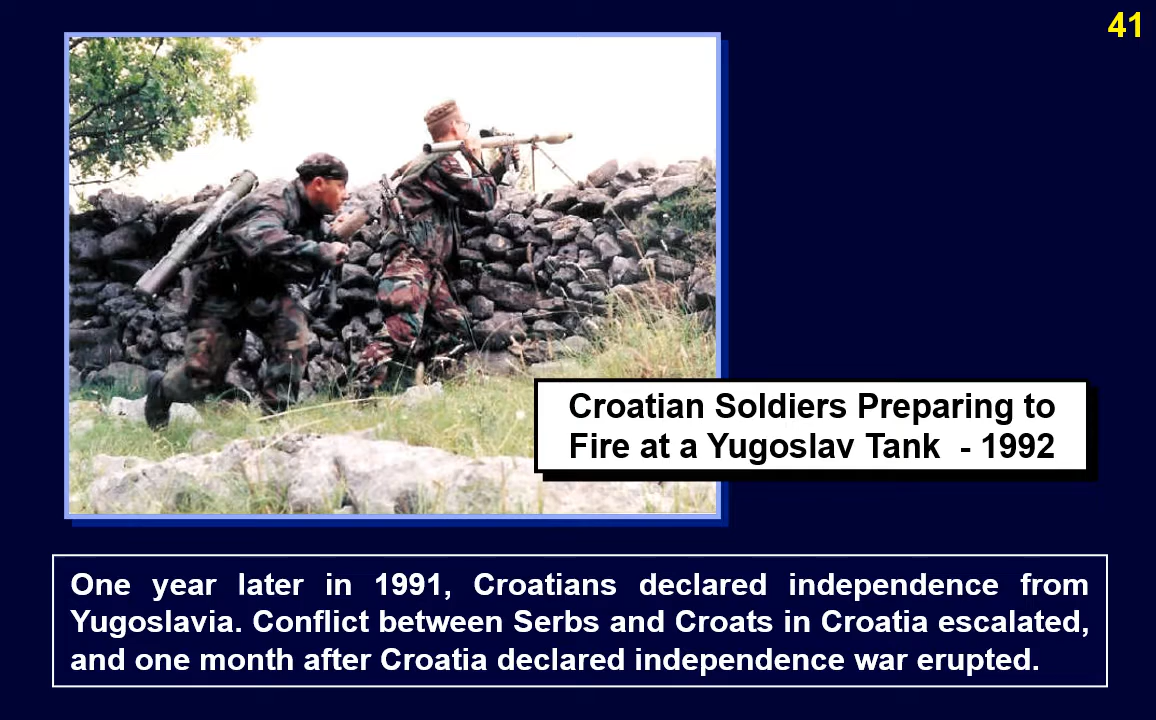 41
Croatian Soldiers Preparing to
Fire at a Yugoslav Tank - 1992
One year later in 1991, Croatians declared independence from
Yugoslavia. Conflict between Serbs and Croats in Croatia escalated,
and one month after Croatia declared independence war erupted.